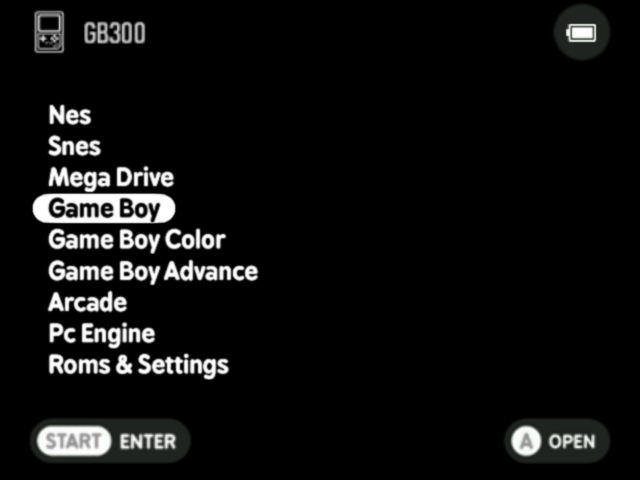 GB300
Nes
Snes
Mega Drive
Game Boy
Game Boy Color
Game Boy Advance
Arcade
Pc Engine
Roms & Settings
START ENTER
A OPEN